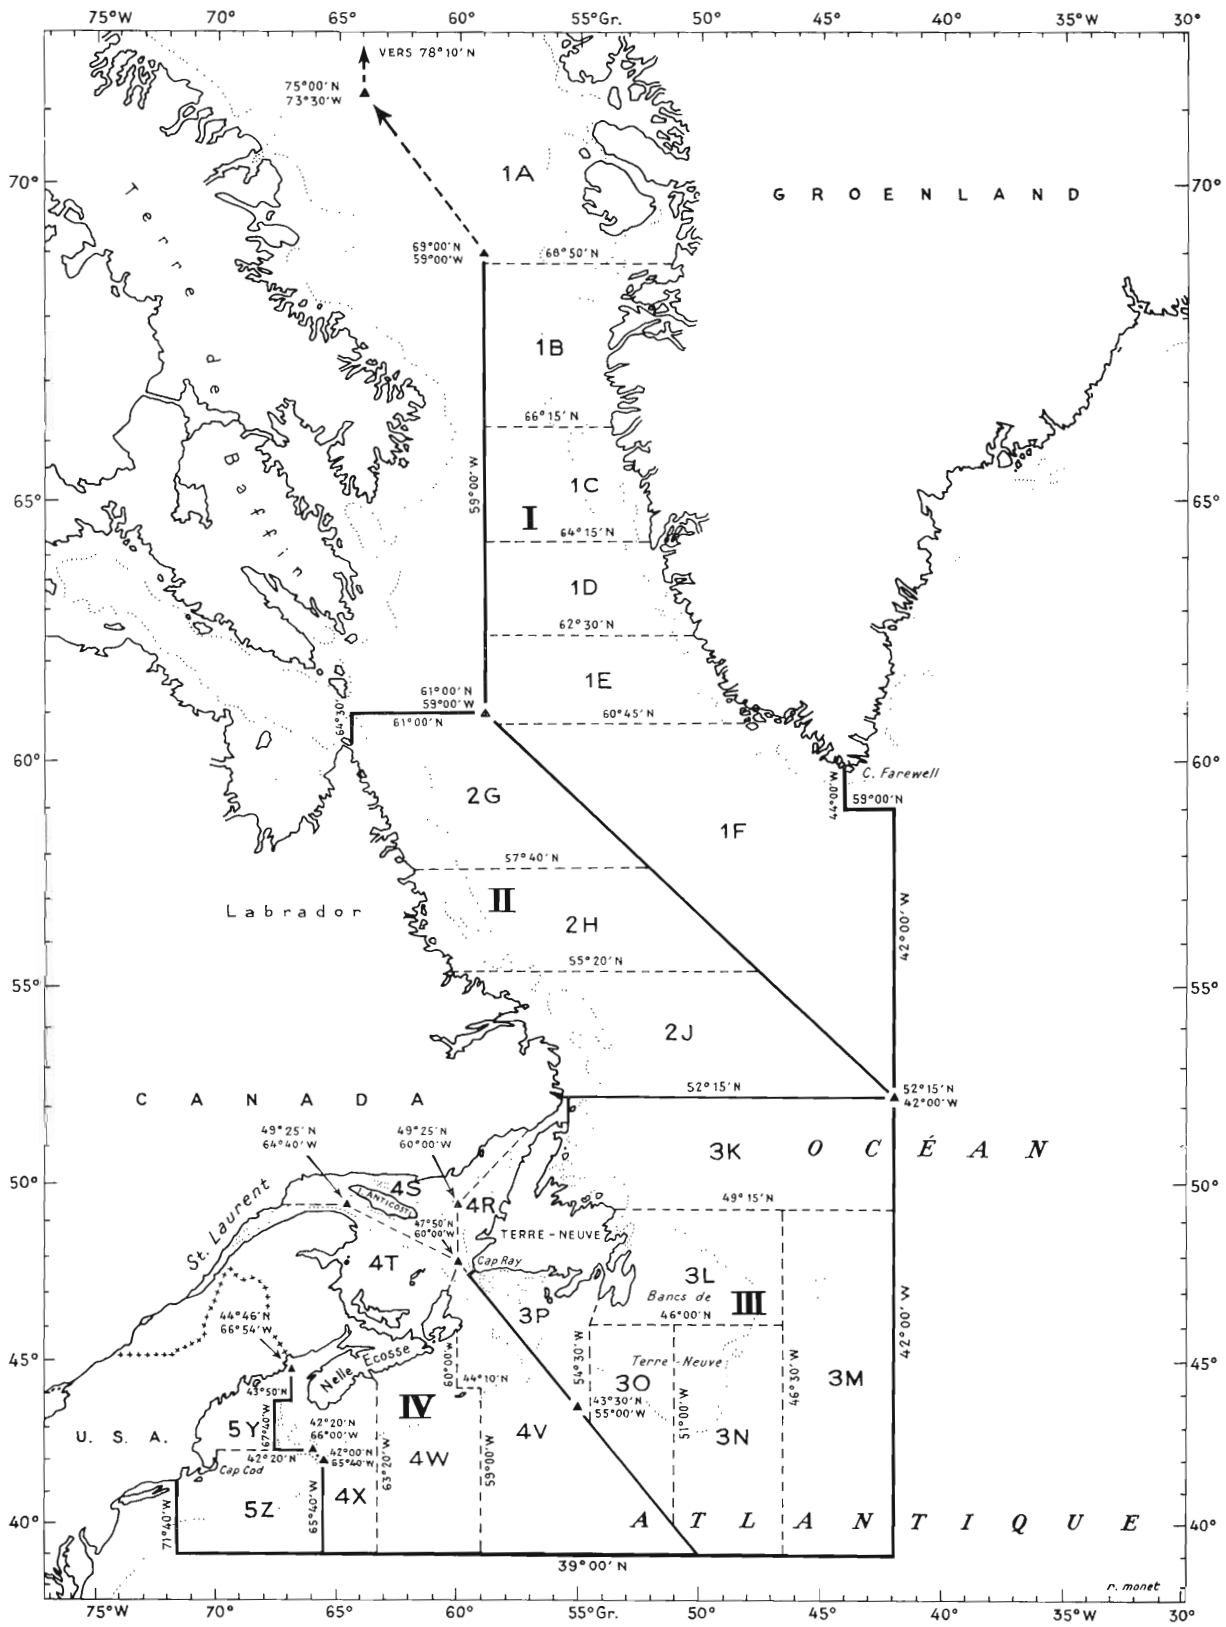 75°W 70° 65° 60° 55°Gr. 50° 45° 40° 35°W 30°
VERS 78°10'N
75°00'N
73°30'W
1A
70°
70°
GROENLAND
Terre de Baffin
69°00'N
59°00'W
68°50'N
1B
66°15'N
59°00'W
1C
65°
65°
I
64°15'N
1D
62°30'N
1E
61°00'N
59°00'W
64°30'
61°00'N
60°45'N
60°
60°
C. Farewell
44°00'W
59°00'N
2G
1F
57°40'N
II
Labrador
2H
42°00'W
55°20'N
55°
55°
2J
52°15'N
52°15'N
42°00'W
CANADA
49°25'N
64°40'W
49°25'N
60°00'W
3K
OCÉAN
50°
50°
St. Laurent
4S
I. ANTICOSTI
4R
49°15'N
47°50'N
60°00'W
TERRE-NEUVE
4T
Cap Ray
3L
Bancs de
III
44°46'N
66°54'W
3P
46°00'N
42°00'W
45°
45°
Nelle Ecosse
60°00'W
54°30'W
Terre-Neuve
46°30'W
3M
43°50'N
44°10'N
3O
IV
43°30'N
55°00'W
51°00'W
U.S.A.
5Y
67°40'W
42°20'N
66°00'W
4V
3N
42°20'N
42°00'N
65°40'W
4W
63°20'W
59°00'W
Cap Cod
71°40'W
5Z
65°40'W
4X
40°
ATLANTIQUE
40°
39°00'N
r. monet
75°W 70° 65° 60° 55°Gr. 50° 45° 40° 35°W 30°